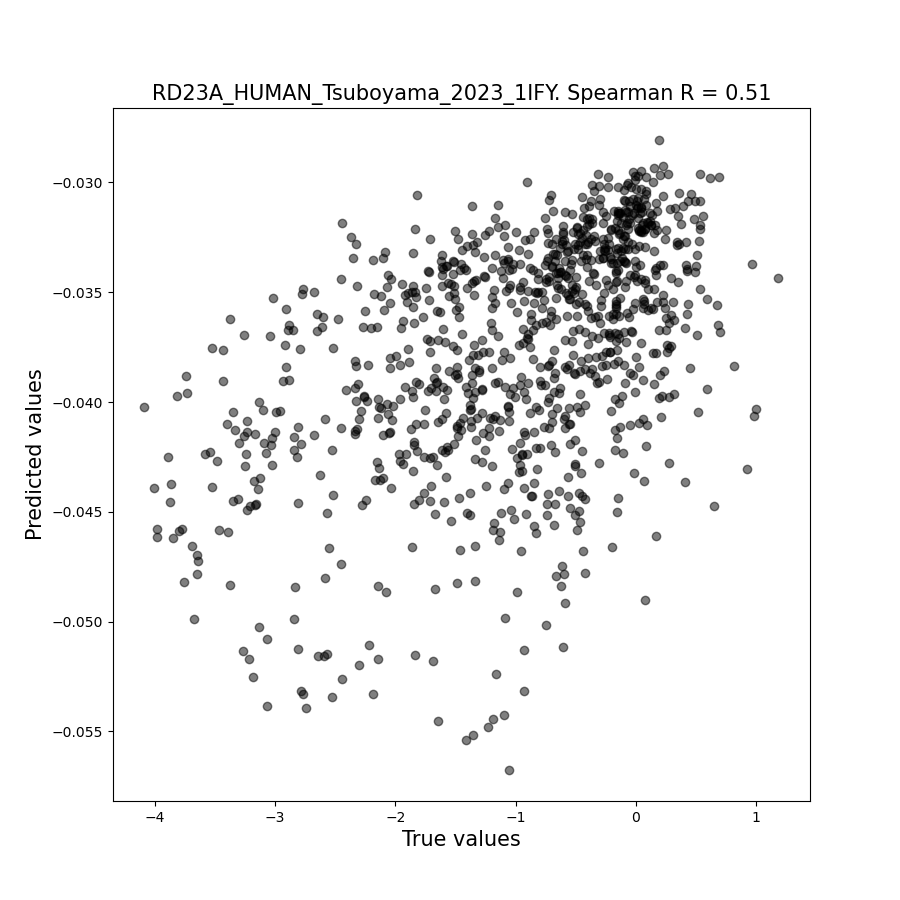 RD23A_HUMAN_Tsuboyama_2023_1IFY. Spearman R = 0.51
−0.030
−0.035
−0.040
−0.045
−0.050
−0.055
Predicted values
−4 −3 −2 −1 0 1
True values